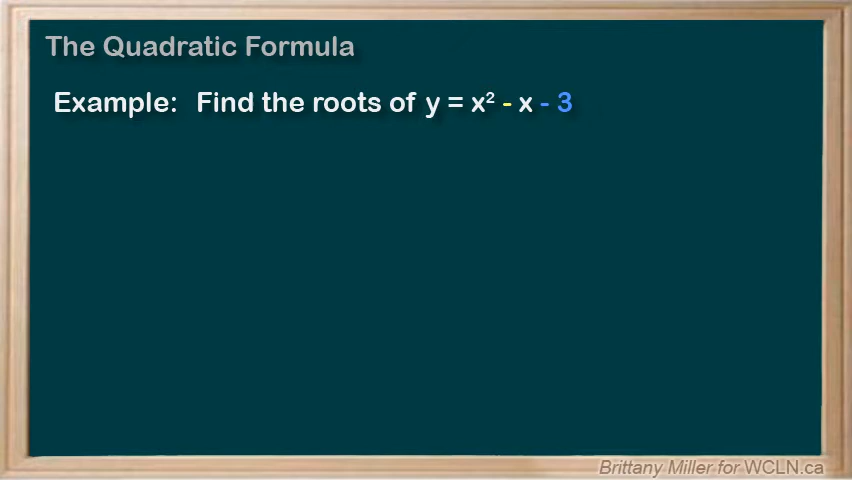 The Quadratic Formula
Example: Find the roots of y = x² - x - 3
Brittany Miller for WCLN.ca